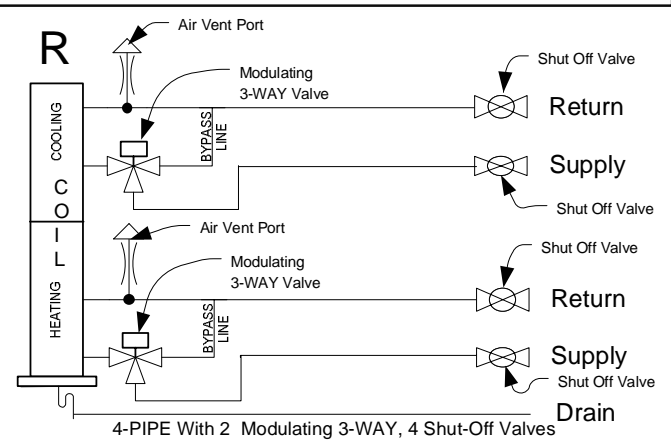 R
Air Vent Port
Modulating
3-WAY Valve
Shut Off Valve
Return
COOLING
BYPASS
LINE
Supply
Shut Off Valve
COIL
Air Vent Port
Modulating
3-WAY Valve
Shut Off Valve
Return
HEATING
BYPASS
LINE
Supply
Shut Off Valve
Drain
4-PIPE With 2 Modulating 3-WAY, 4 Shut-Off Valves